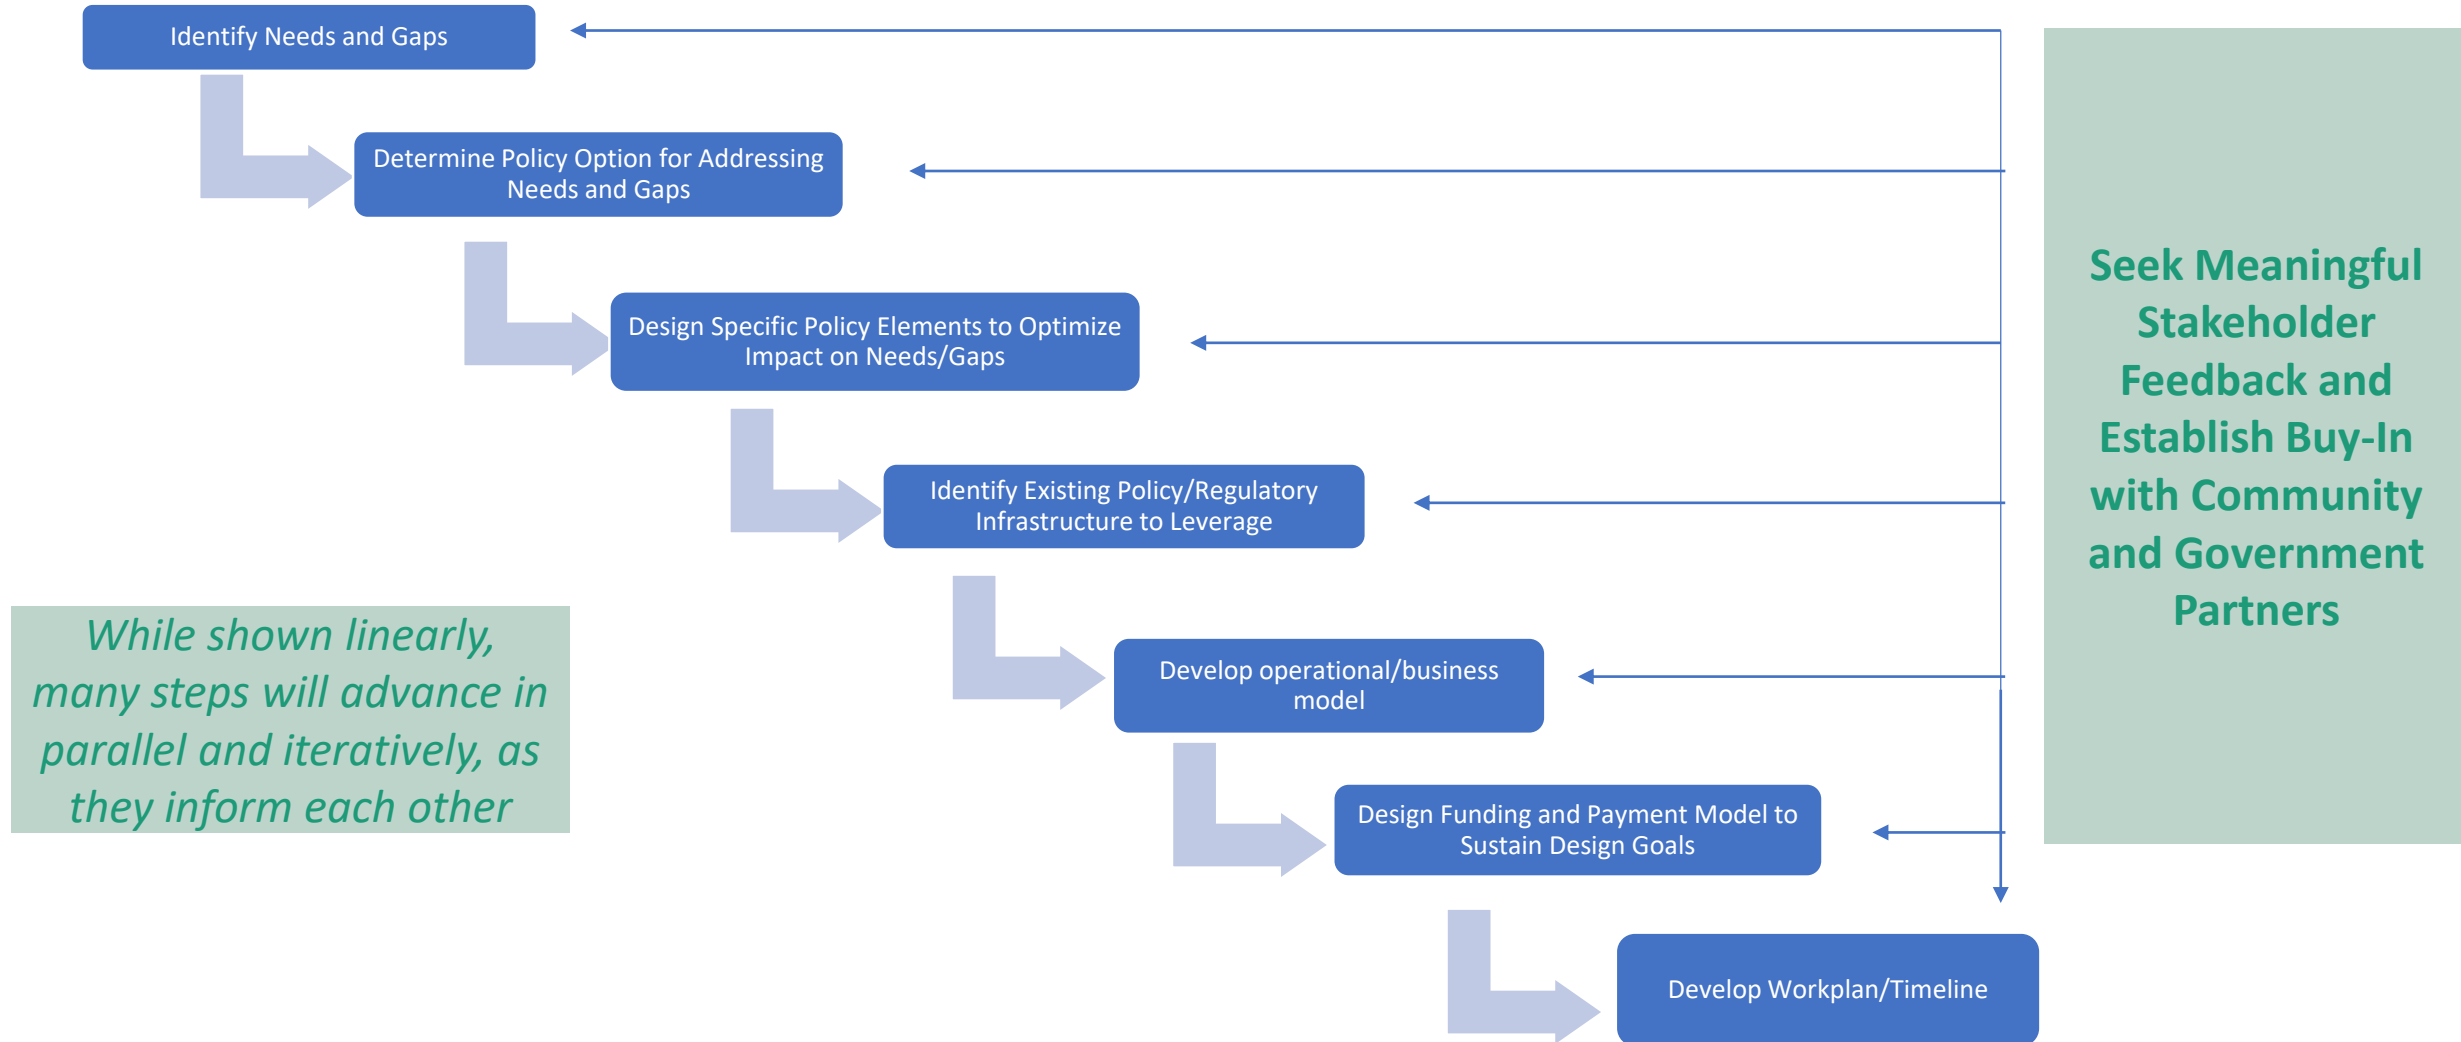 Identify Needs and Gaps
Determine Policy Option for Addressing
Needs and Gaps
Design Specific Policy Elements to Optimize
Impact on Needs/Gaps
Identify Existing Policy/Regulatory
Infrastructure to Leverage
Develop operational/business
model
Design Funding and Payment Model to
Sustain Design Goals
Develop Workplan/Timeline
While shown linearly,
many steps will advance in
parallel and iteratively, as
they inform each other
Seek Meaningful
Stakeholder
Feedback and
Establish Buy-In
with Community
and Government
Partners